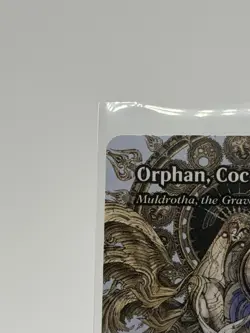 Orphan, Coc
Muldrotha, the Grav